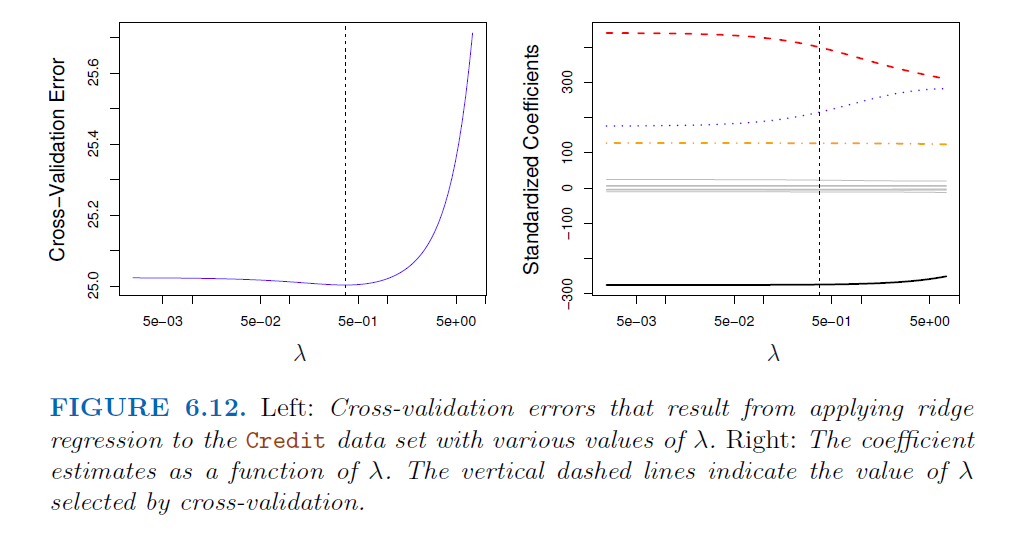 Cross−Validation Error
25.0 25.2 25.4 25.6
5e−03 5e−02 5e−01 5e+00
λ
Standardized Coefficients
−300 −100 0 100 300
5e−03 5e−02 5e−01 5e+00
λ
FIGURE 6.12. Left: Cross-validation errors that result from applying ridge
regression to the Credit data set with various values of λ. Right: The coefficient
estimates as a function of λ. The vertical dashed lines indicate the value of λ
selected by cross-validation.